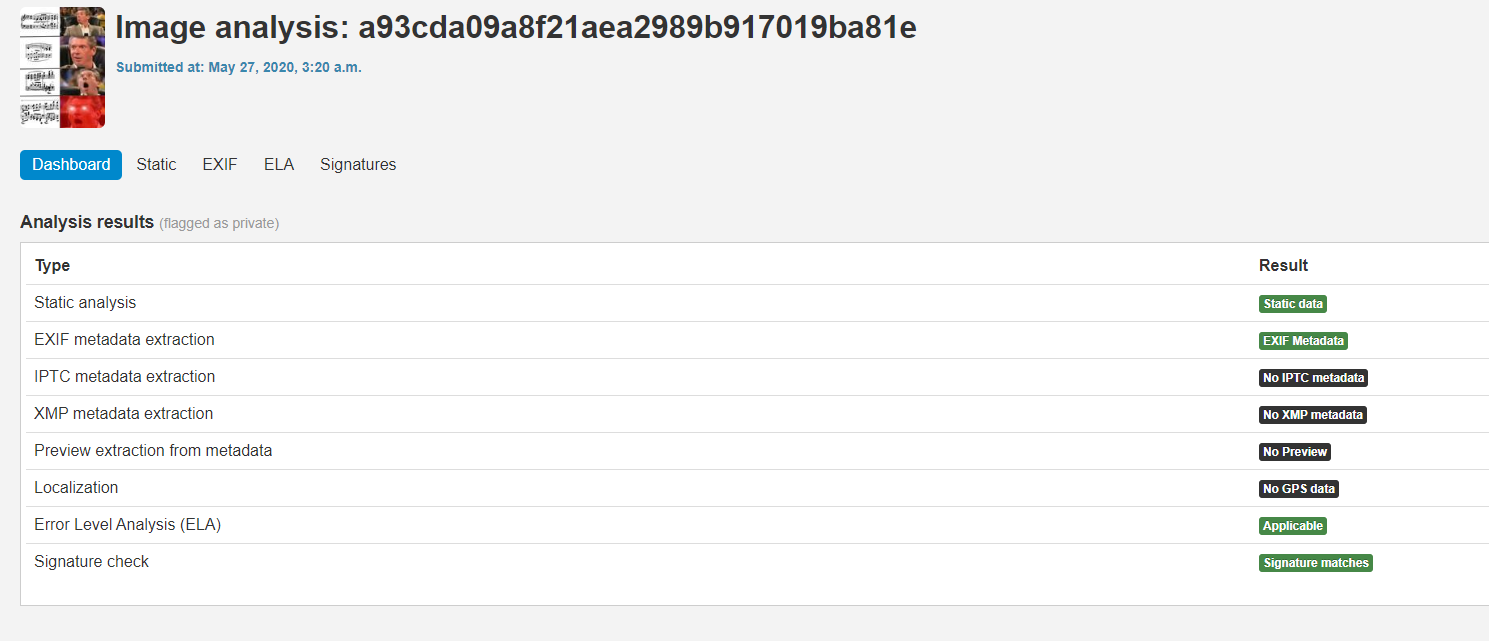 Image analysis: a93cda09a8f21aea2989b917019ba81e
Submitted at: May 27, 2020, 3:20 a.m.
Dashboard Static EXIF ELA Signatures
Analysis results (flagged as private)
Type Result
Static analysis Static data
EXIF metadata extraction EXIF Metadata
IPTC metadata extraction No IPTC metadata
XMP metadata extraction No XMP metadata
Preview extraction from metadata No Preview
Localization No GPS data
Error Level Analysis (ELA) Applicable
Signature check Signature matches